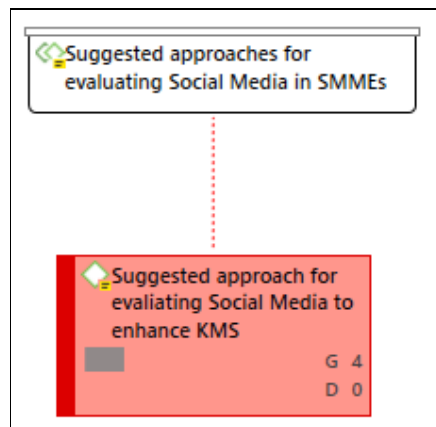 Suggested approaches for
evaluating Social Media in SMMEs
Suggested approach for
evaliating Social Media to
enhance KMS
G 4
D 0